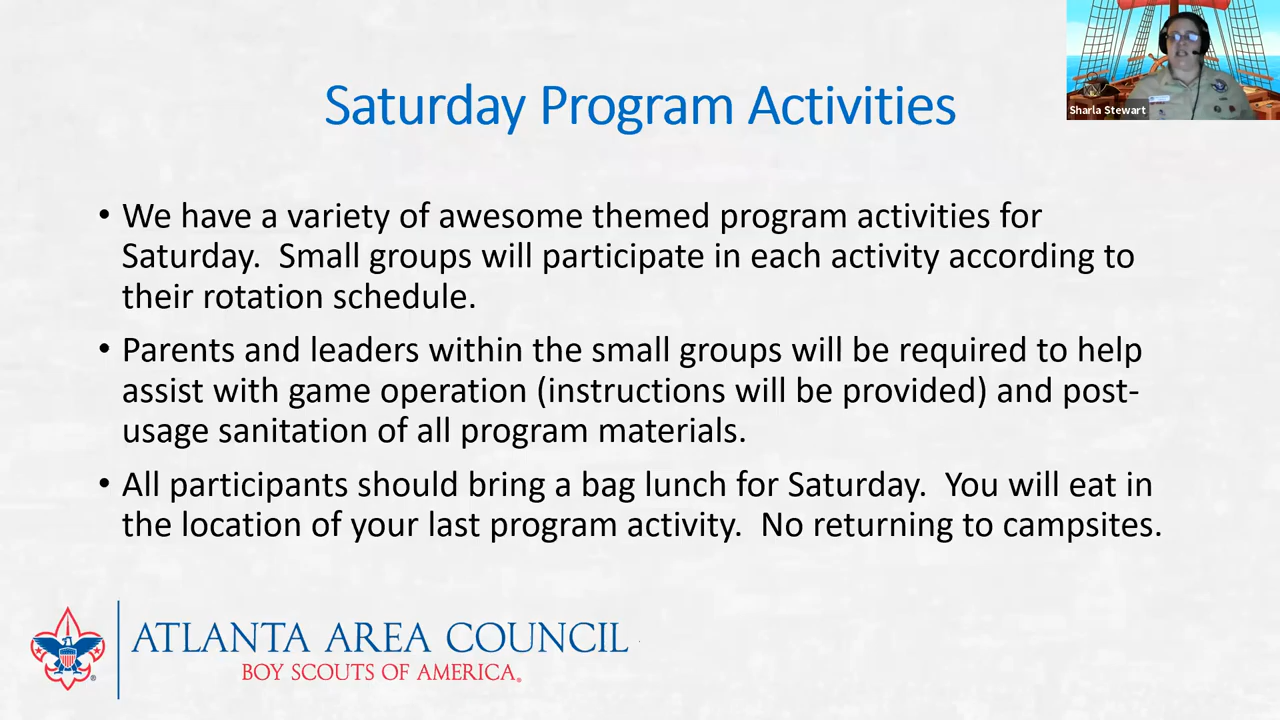 Saturday Program Activities
Sharla Stewart
• We have a variety of awesome themed program activities for
Saturday.  Small groups will participate in each activity according to
their rotation schedule.
• Parents and leaders within the small groups will be required to help
assist with game operation (instructions will be provided) and post-
usage sanitation of all program materials.
• All participants should bring a bag lunch for Saturday.  You will eat in
the location of your last program activity.  No returning to campsites.
ATLANTA AREA COUNCIL
BOY SCOUTS OF AMERICA®